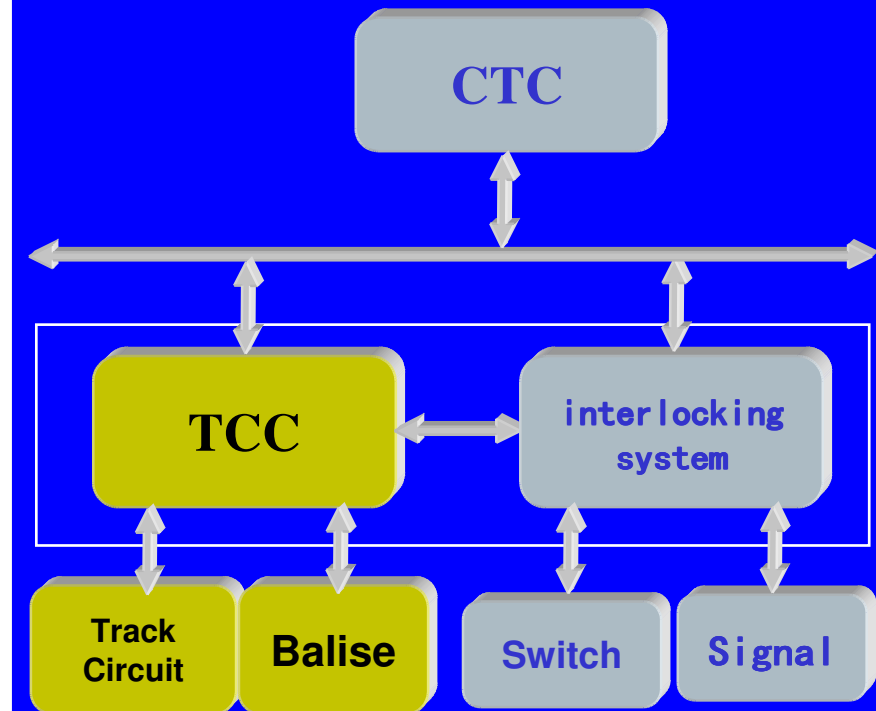 CTC
TCC
interlocking
system
Track
Circuit
Balise
Switch
Signal